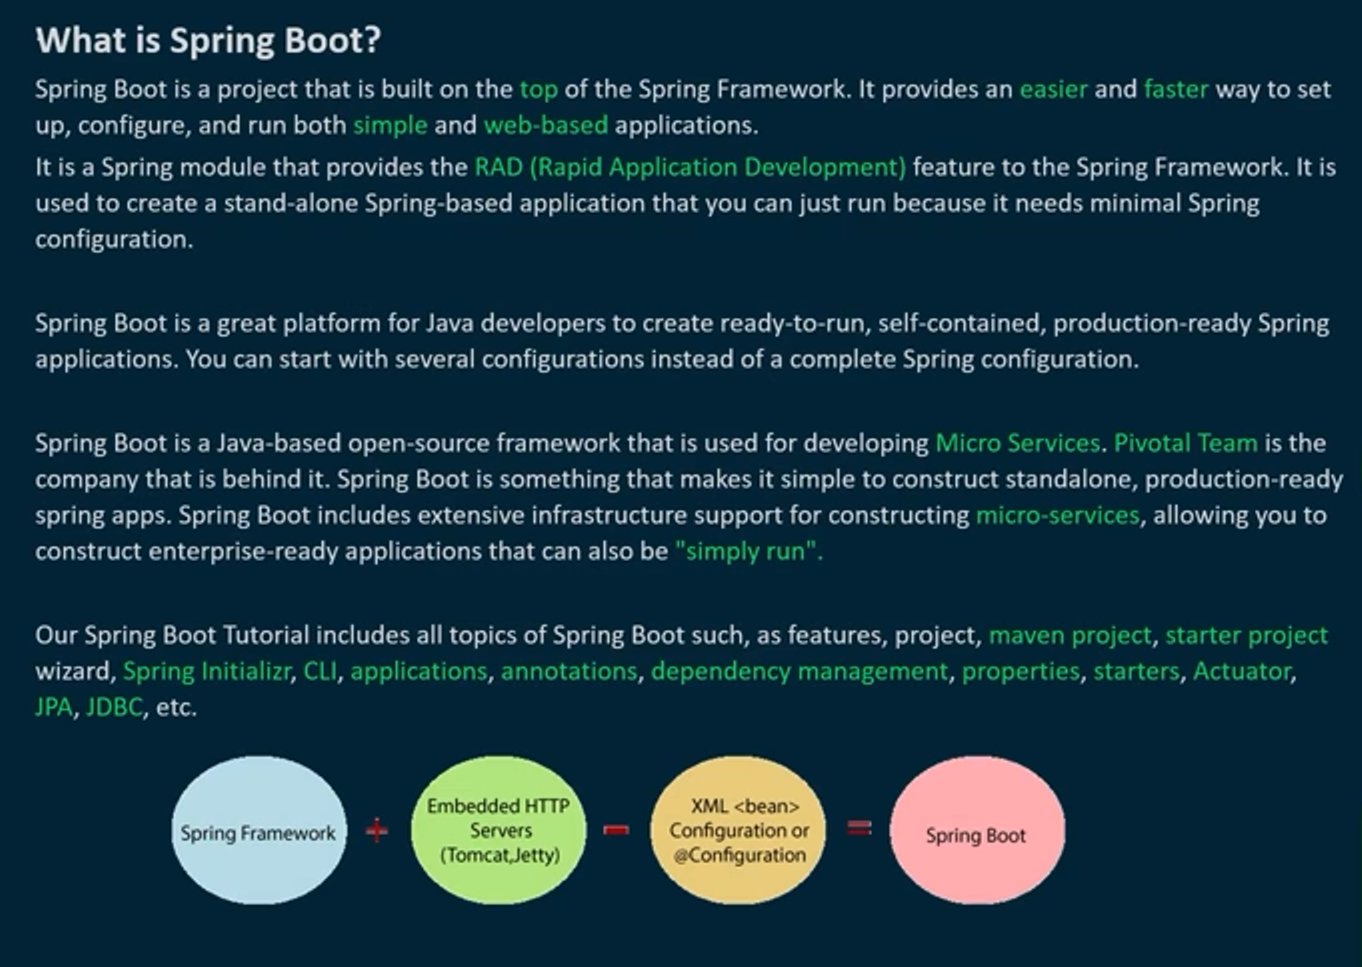 What is Spring Boot?
Spring Boot is a project that is built on the top of the Spring Framework. It provides an easier and faster way to set
up, configure, and run both simple and web-based applications.
It is a Spring module that provides the RAD (Rapid Application Development) feature to the Spring Framework. It is
used to create a stand-alone Spring-based application that you can just run because it needs minimal Spring
configuration.
Spring Boot is a great platform for Java developers to create ready-to-run, self-contained, production-ready Spring
applications. You can start with several configurations instead of a complete Spring configuration.
Spring Boot is a Java-based open-source framework that is used for developing Micro Services. Pivotal Team is the
company that is behind it. Spring Boot is something that makes it simple to construct standalone, production-ready
spring apps. Spring Boot includes extensive infrastructure support for constructing micro-services, allowing you to
construct enterprise-ready applications that can also be "simply run".
Our Spring Boot Tutorial includes all topics of Spring Boot such, as features, project, maven project, starter project
wizard, Spring Initializr, CLI, applications, annotations, dependency management, properties, starters, Actuator,
JPA, JDBC, etc.
Spring Framework
+
Embedded HTTP
Servers
(Tomcat,Jetty)
-
XML <bean>
Configuration or
@Configuration
=
Spring Boot